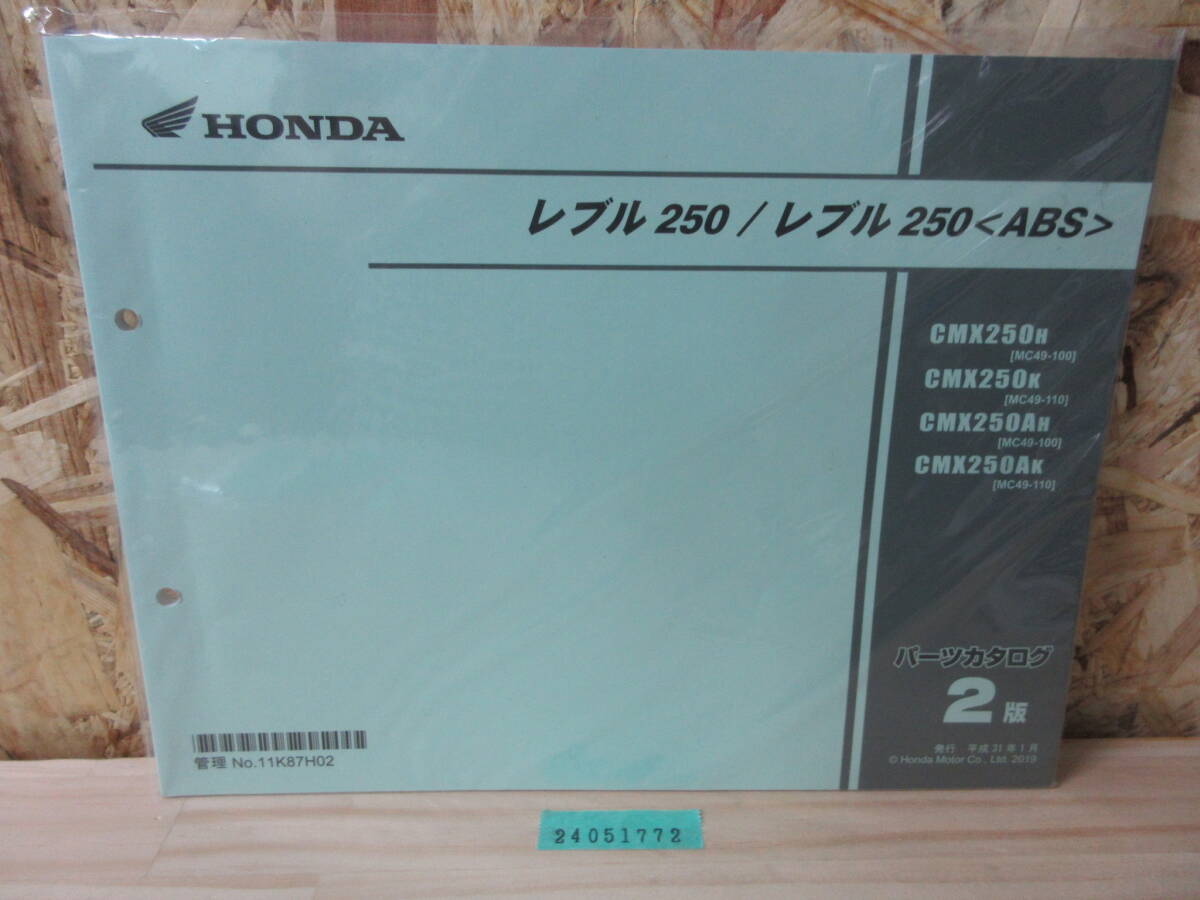 HONDA
レブル 250 / レブル 250<ABS>
CMX250H
[MC49-100]
CMX250K
[MC49-110]
CMX250AH
[MC49-100]
CMX250AK
[MC49-110]
パーツカタログ
2 版
発行 平成 31 年 1 月
© Honda Motor Co., Ltd. 2019
管理 No.11K87H02
24051772